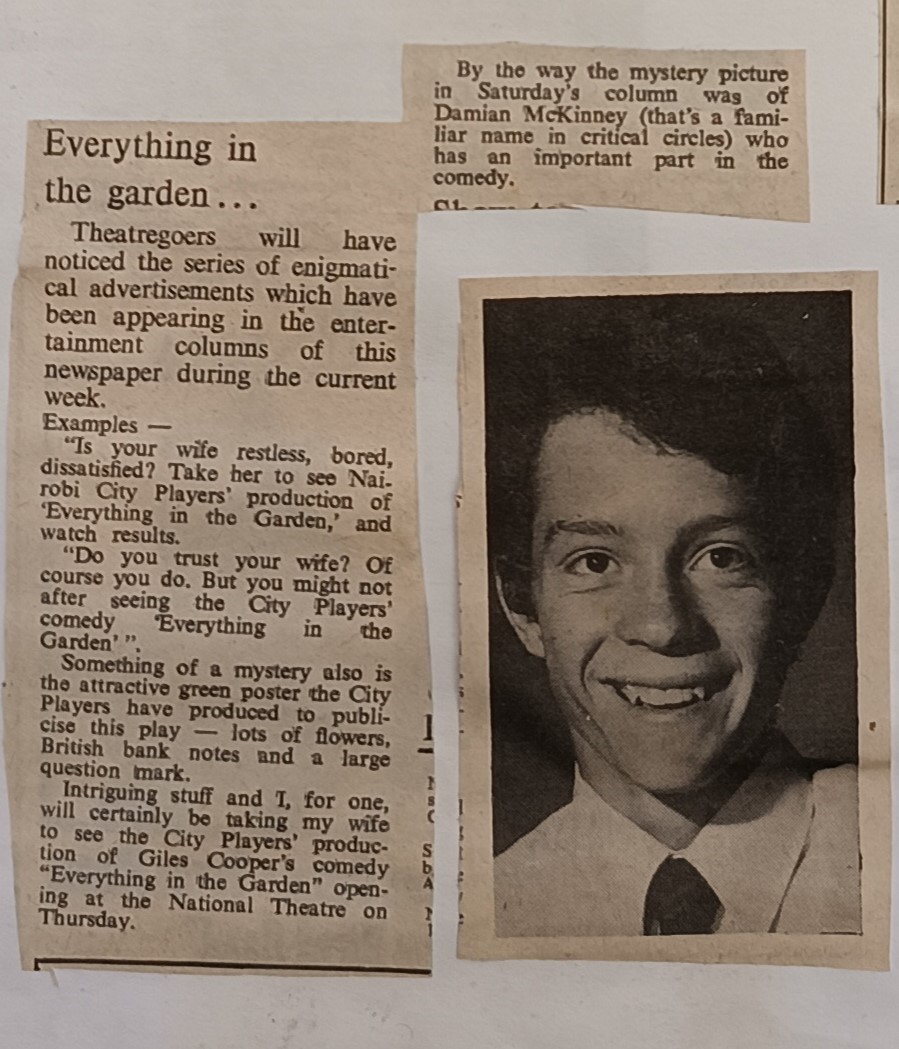 By the way the mystery picture
in Saturday's column was of
Damian McKinney (that's a fami-
liar name in critical circles) who
has an important part in the
comedy.
Everything in
the garden...
Theatregoers will have
noticed the series of enigmati-
cal advertisements which have
been appearing in the enter-
tainment columns of this
newspaper during the current
week.
Examples —
"Is your wife restless, bored,
dissatisfied? Take her to see Nai-
robi City Players' production of
'Everything in the Garden,' and
watch results.
"Do you trust your wife? Of
course you do. But you might not
after seeing the City Players'
comedy 'Everything in the
Garden' ".
Something of a mystery also is
the attractive green poster the City
Players have produced to publi-
cise this play — lots of flowers,
British bank notes and a large
question mark.
Intriguing stuff and I, for one,
will certainly be taking my wife
to see the City Players' produc-
tion of Giles Cooper's comedy
"Everything in the Garden" open-
ing at the National Theatre on
Thursday.